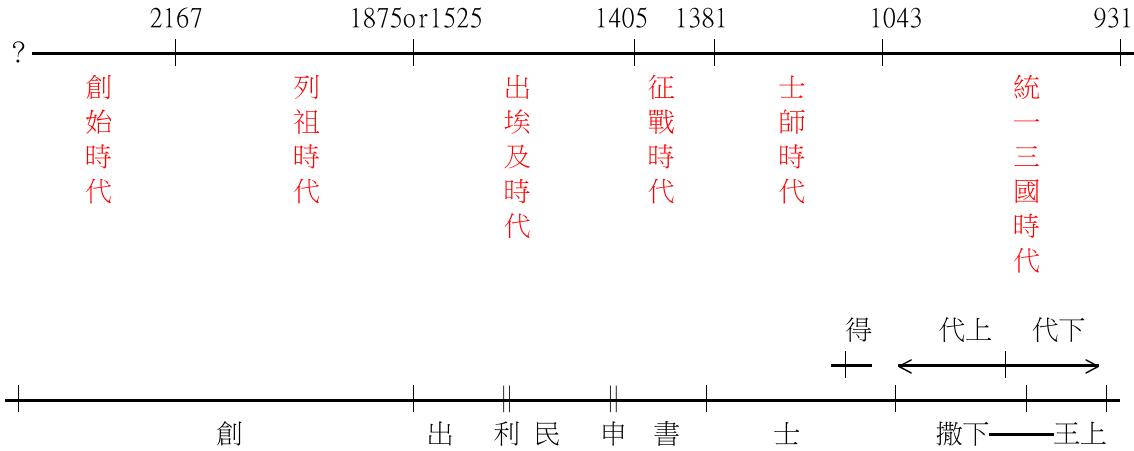 2167 1875or1525 1405 1381 1043 931
?
創始時代
列祖時代
出埃及時代
征戰時代
士師時代
統一三國時代
得 代上 代下
創 出 利 民 申 書 士 撒下 王上